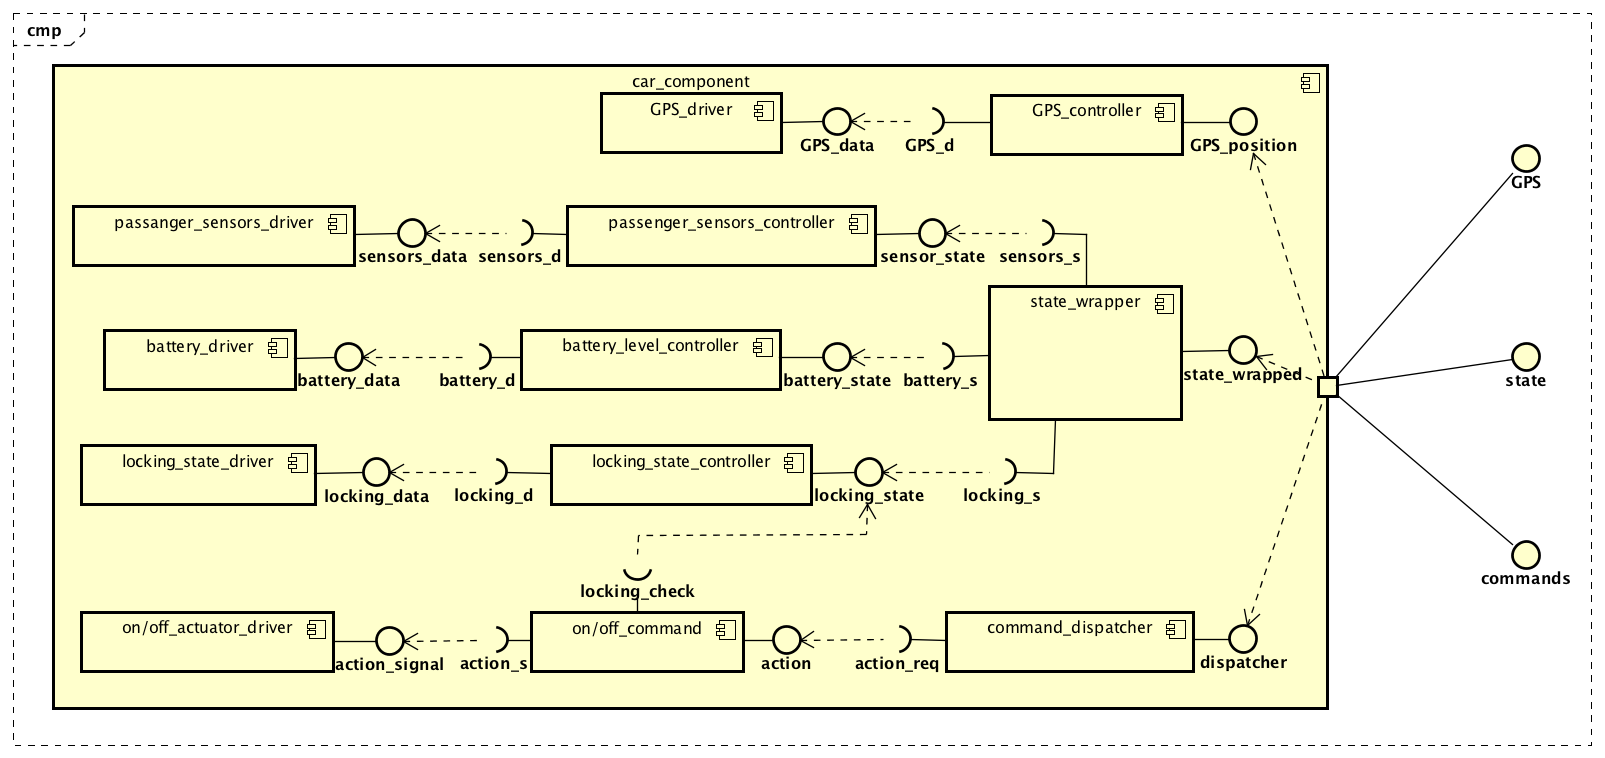 cmp
car_component
GPS_driver
GPS_controller
GPS_data
GPS_d
GPS_position
GPS
passanger_sensors_driver
passenger_sensors_controller
sensors_data
sensors_d
sensor_state
sensors_s
state_wrapper
battery_driver
battery_level_controller
battery_data
battery_d
battery_state
battery_s
state_wrapped
state
locking_state_driver
locking_state_controller
locking_data
locking_d
locking_state
locking_s
commands
locking_check
on/off_actuator_driver
on/off_command
command_dispatcher
action_signal
action_s
action
action_req
dispatcher